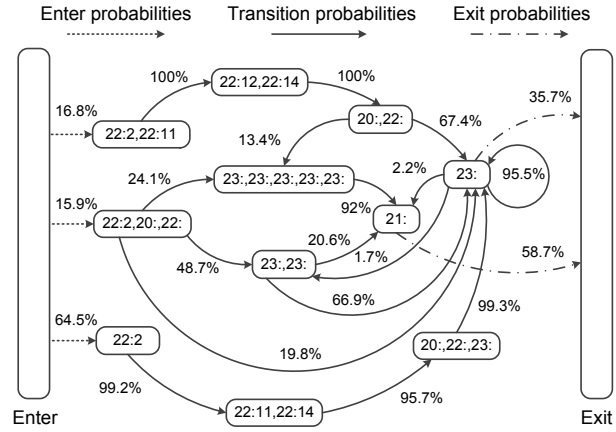 Enter probabilities Transition probabilities Exit probabilities
100% 22:12,22:14 100% 35.7%
16.8%
22:2,22:11 20:,22: 67.4%
13.4%
24.1% 23:,23:,23:,23:,23: 2.2% 23: 95.5%
15.9% 92% 21:
22:2,20:,22:
20.6%
48.7% 23:,23: 1.7% 58.7%
66.9%
64.5% 99.3%
22:2 19.8% 20:,22:,23:
99.2% 95.7%
22:11,22:14
Enter Exit